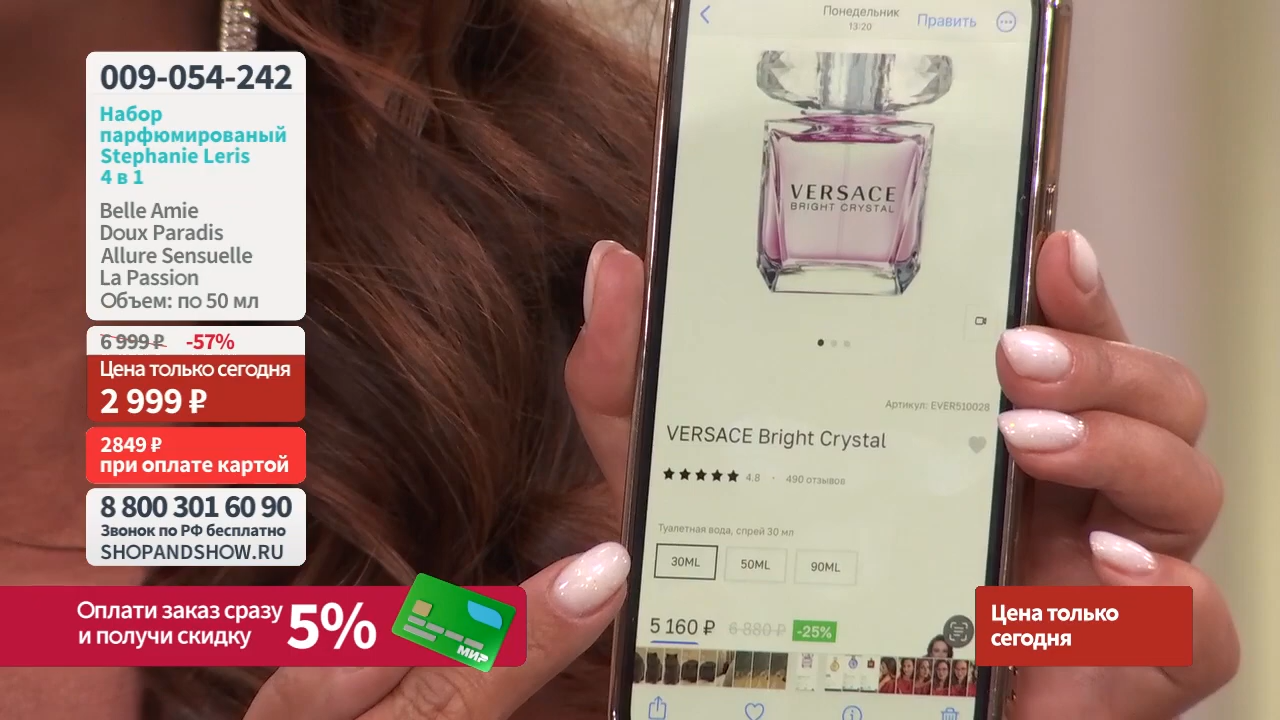 009-054-242
Набор
парфюмированый
Stephanie Leris
4 в 1
Belle Amie
Doux Paradis
Allure Sensuelle
La Passion
Объем: по 50 мл
6 999 ₽ -57%
Цена только сегодня
2 999 ₽
2849 ₽
при оплате картой
8 800 301 60 90
Звонок по РФ бесплатно
SHOPANDSHOW.RU
Оплати заказ сразу
и получи скидку
5%
МИР
Понедельник
13:20
Править
VERSACE
BRIGHT CRYSTAL
Артикул: EVER510028
VERSACE Bright Crystal
4.8 · 490 отзывов
Туалетная вода, спрей 30 мл
30ML 50ML 90ML
5 160 ₽ 6 880 ₽ -25%
Цена только
сегодня